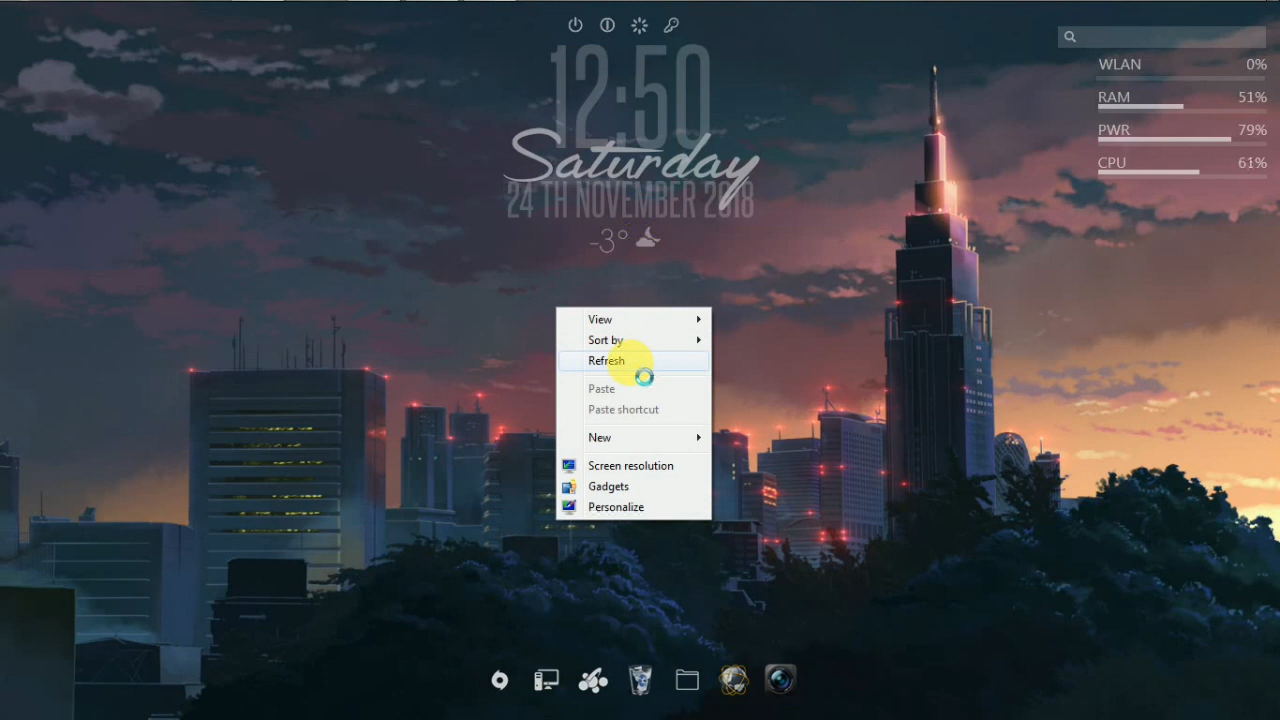 12:50
Saturday
24 TH NOVEMBER 2018
-3°
WLAN 0%
RAM 51%
PWR 79%
CPU 61%
View
Sort by
Refresh
Paste
Paste shortcut
New
Screen resolution
Gadgets
Personalize